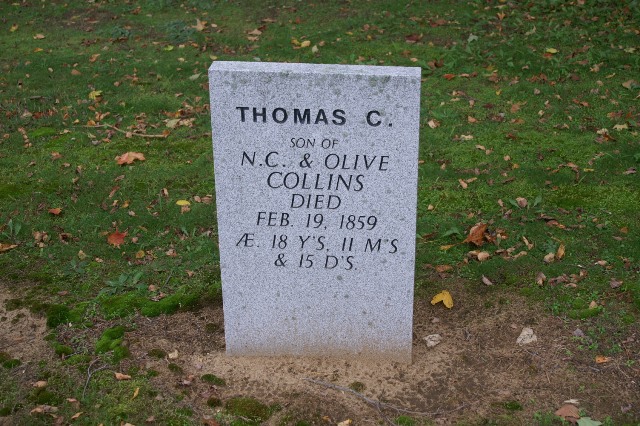 THOMAS C.
SON OF
N.C. & OLIVE
COLLINS
DIED
FEB. 19, 1859
Æ. 18 Y'S, 11 M'S
& 15 D'S.